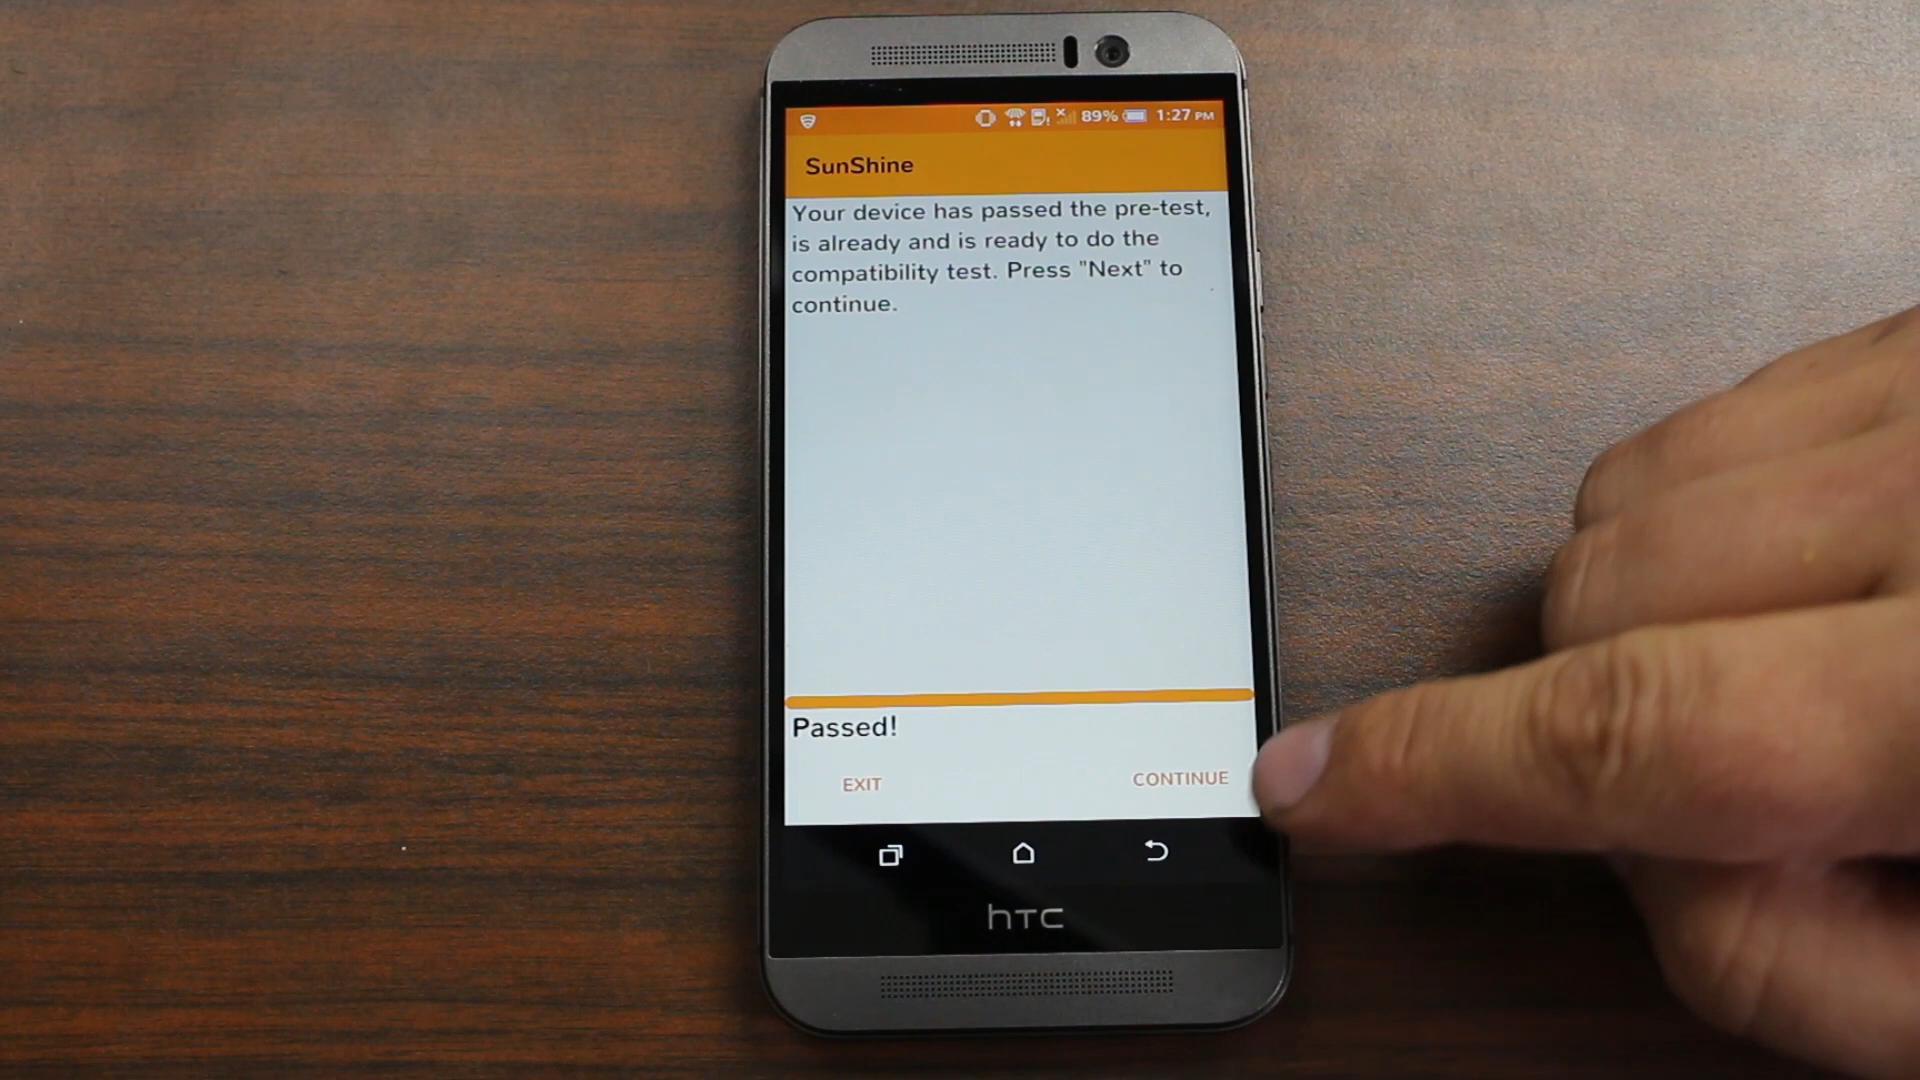 89% 1:27 PM
SunShine
Your device has passed the pre-test,
is already and is ready to do the
compatibility test. Press "Next" to
continue.
Passed!
EXIT CONTINUE
hTC